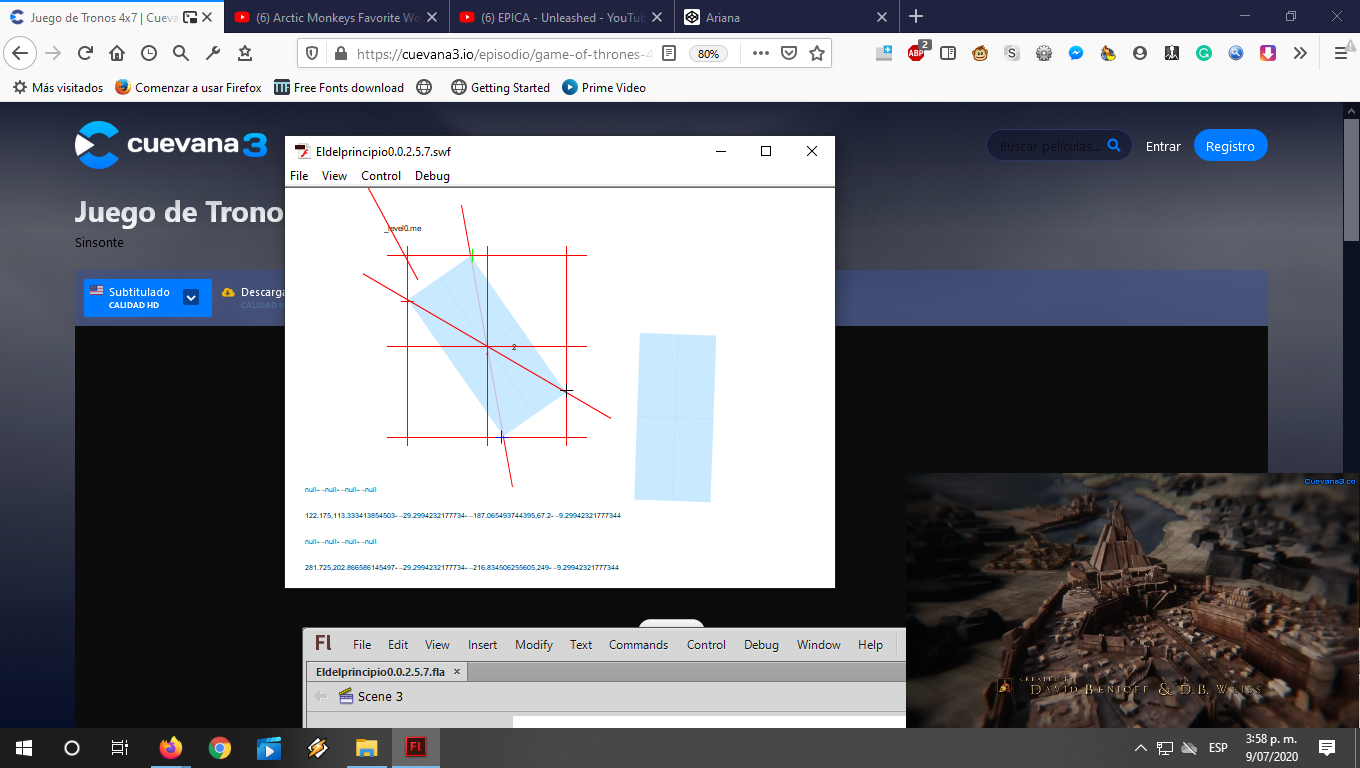 Juego de Tronos 4x7 | Cueva
(6) Arctic Monkeys Favorite Wo
(6) EPICA - Unleashed - YouTub
Ariana
https://cuevana3.io/episodio/game-of-thrones-4
80%
ABP
2
S
Más visitados
Comenzar a usar Firefox
Free Fonts download
Getting Started
Prime Video
cuevana3
Buscar películas...
Entrar
Registro
Juego de Trono
Sinsonte
Subtitulado
CALIDAD HD
Descarga
CALIDAD
Eldelprincipio0.0.2.5.7.swf
File View Control Debug
_level0.me
2
null- --null- --null- --null
122.175,113.333413854503- --29.2994232177734- --187.065493744395,67.2- --9.29942321777344
null- --null- --null- --null
281.725,202.866586145497- --29.2994232177734- --216.834506255605,249- --9.29942321777344
Cuevana3.co
CREATED BY
DAVID BENIOFF & D.B. WEISS
Fl File Edit View Insert Modify Text Commands Control Debug Window Help
Eldelprincipio0.0.2.5.7.fla ×
Scene 3
Fl
ESP
3:58 p. m.
9/07/2020